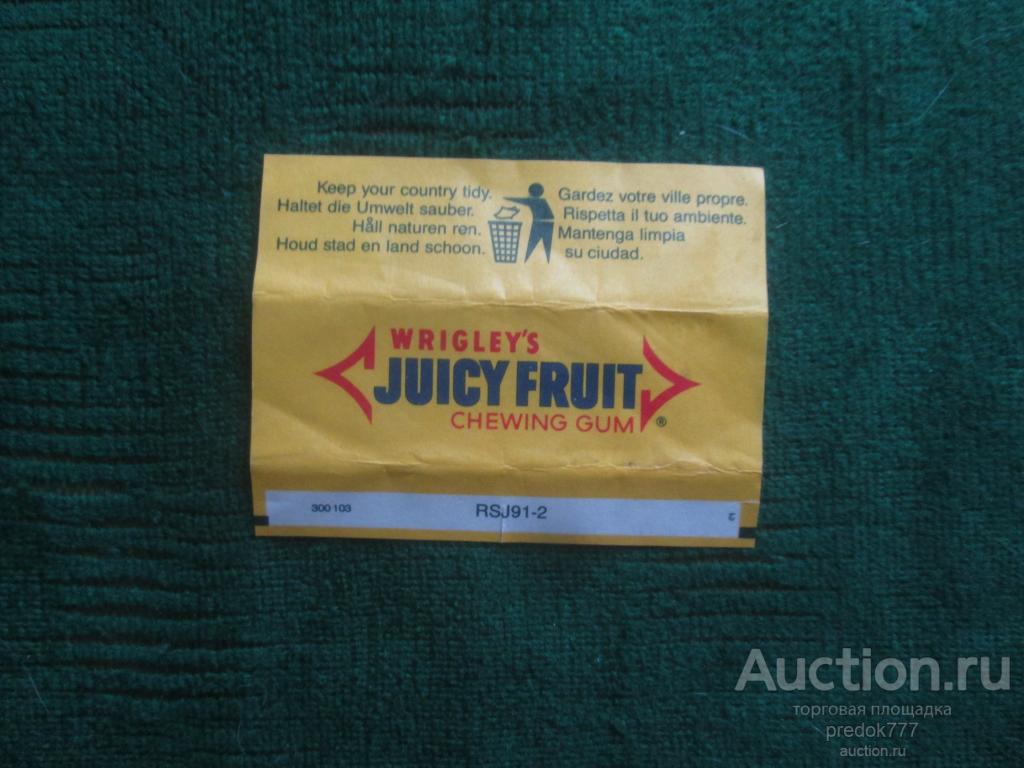 Keep your country tidy.
Haltet die Umwelt sauber.
Håll naturen ren.
Houd stad en land schoon.
Gardez votre ville propre.
Rispetta il tuo ambiente.
Mantenga limpia
su ciudad.
WRIGLEY'S
JUICY FRUIT
CHEWING GUM ®
300103 RSJ91-2 2
Auction.ru
торговая площадка
predok777
auction.ru